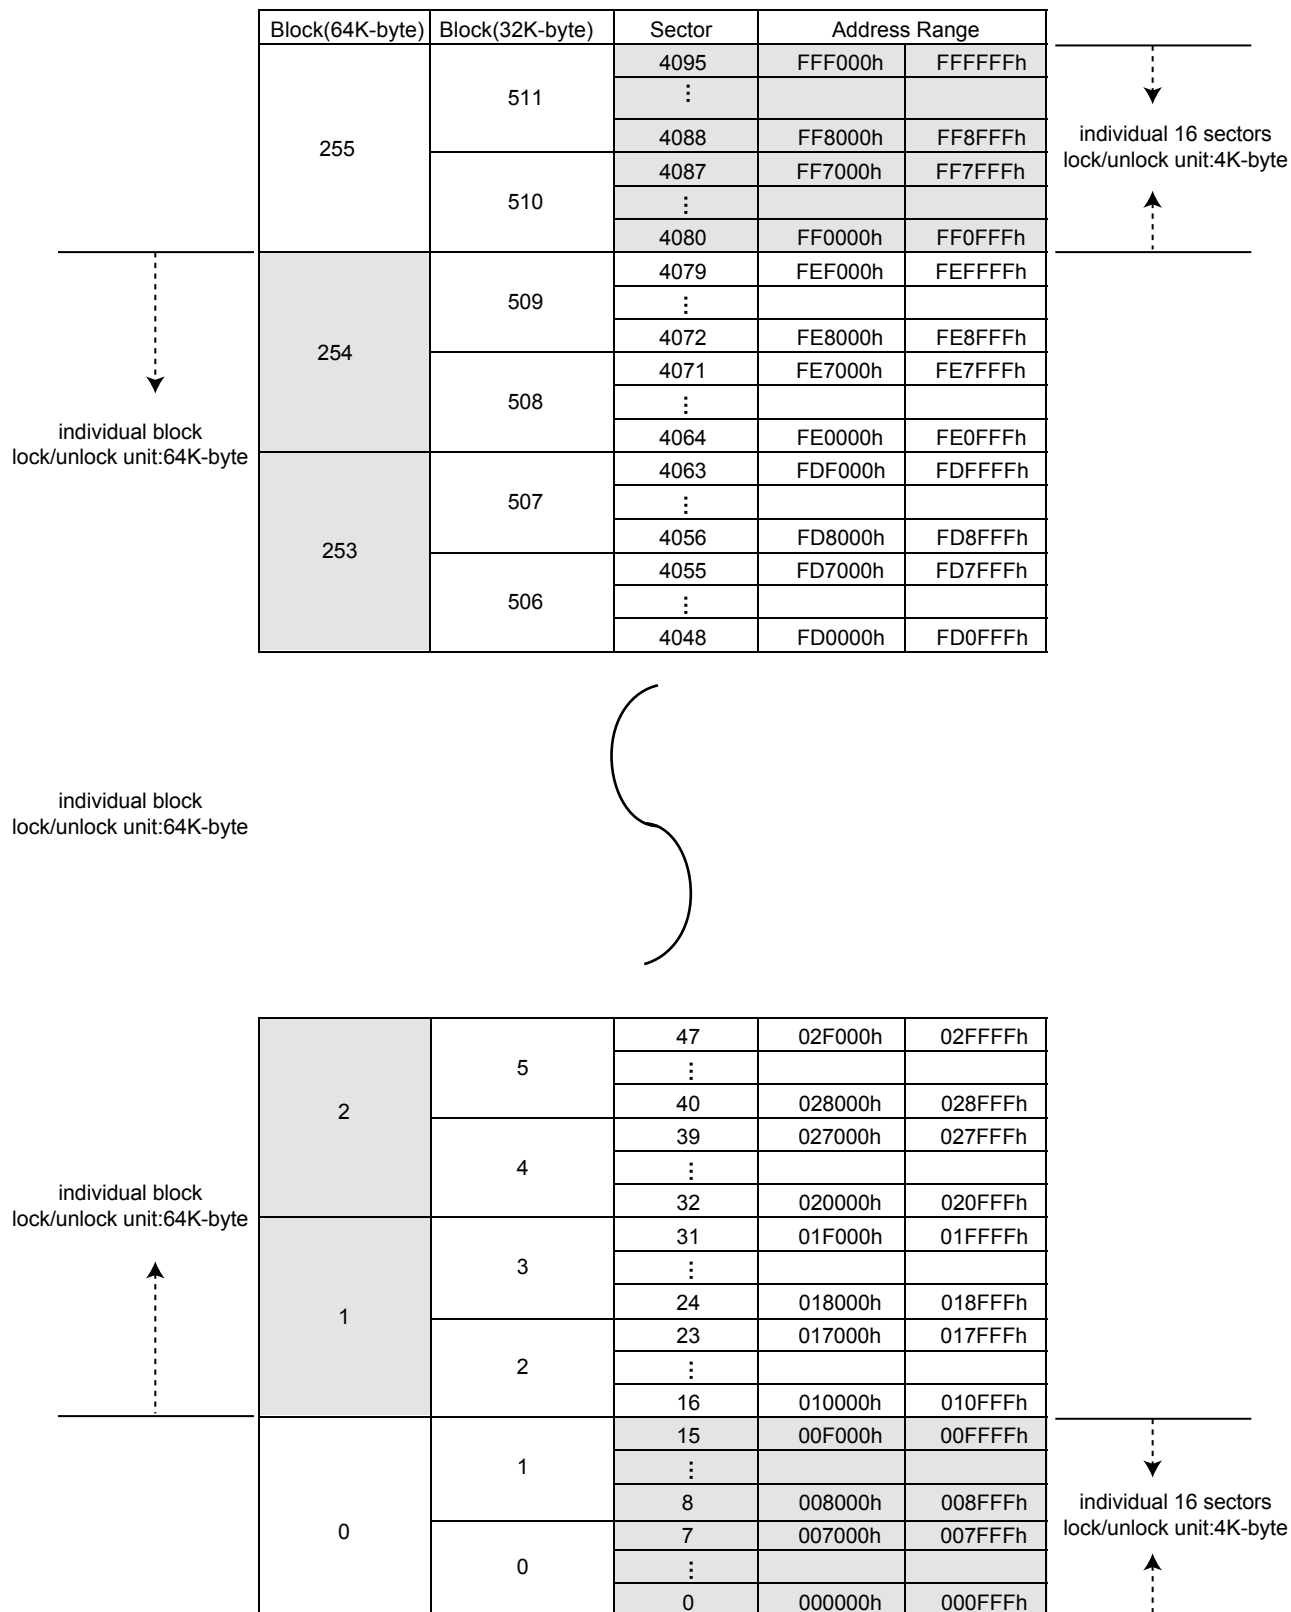 Block(64K-byte) Block(32K-byte) Sector Address Range
4095 FFF000h FFFFFFh
511 ⋮
individual 16 sectors
4088 FF8000h FF8FFFh
255
lock/unlock unit:4K-byte
4087 FF7000h FF7FFFh
510 ⋮
4080 FF0000h FF0FFFh
4079 FEF000h FEFFFFh
509 ⋮
4072 FE8000h FE8FFFh
254
4071 FE7000h FE7FFFh
508 ⋮
individual block
4064 FE0000h FE0FFFh
lock/unlock unit:64K-byte
4063 FDF000h FDFFFFh
507 ⋮
4056 FD8000h FD8FFFh
253
4055 FD7000h FD7FFFh
506 ⋮
4048 FD0000h FD0FFFh
individual block
lock/unlock unit:64K-byte
47 02F000h 02FFFFh
5 ⋮
40 028000h 028FFFh
2
39 027000h 027FFFh
4 ⋮
individual block
32 020000h 020FFFh
lock/unlock unit:64K-byte
31 01F000h 01FFFFh
3 ⋮
24 018000h 018FFFh
1
23 017000h 017FFFh
2 ⋮
16 010000h 010FFFh
15 00F000h 00FFFFh
1 ⋮
8 008000h 008FFFh
individual 16 sectors
lock/unlock unit:4K-byte
0
7 007000h 007FFFh
0 ⋮
0 000000h 000FFFh